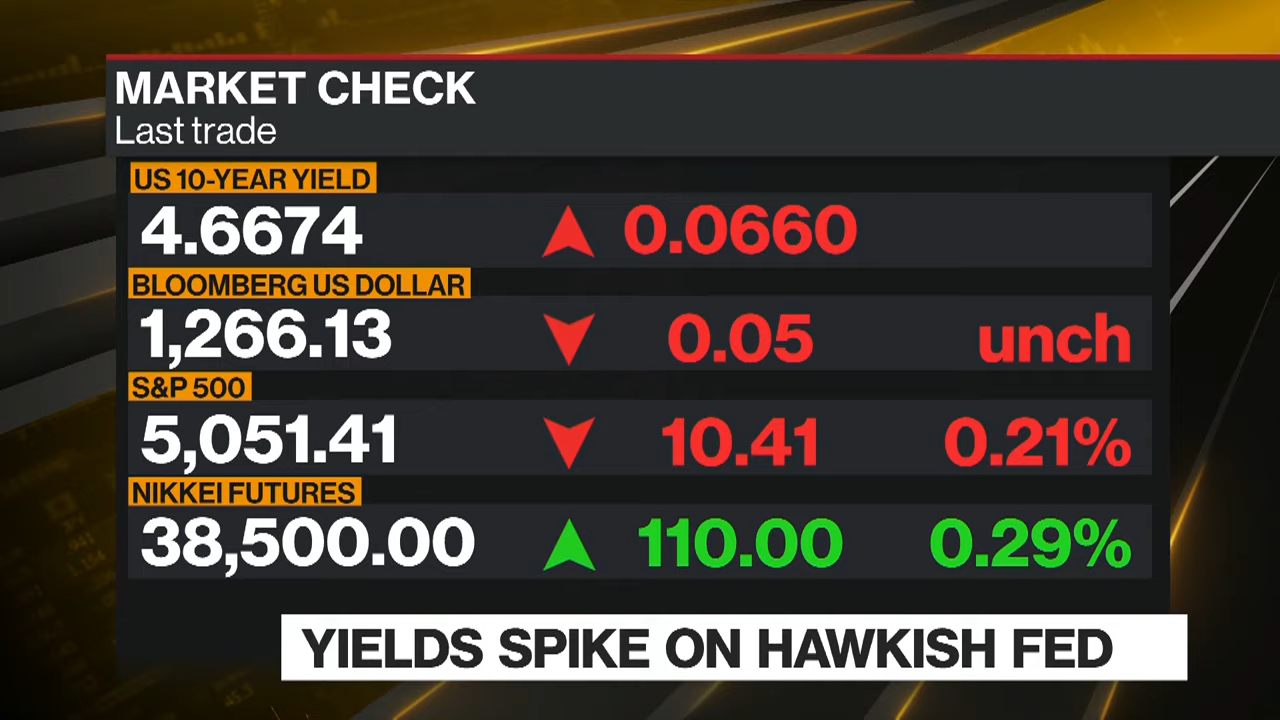 MARKET CHECK
Last trade
US 10-YEAR YIELD
4.6674 ▲ 0.0660
BLOOMBERG US DOLLAR
1,266.13 ▼ 0.05 unch
S&P 500
5,051.41 ▼ 10.41 0.21%
NIKKEI FUTURES
38,500.00 ▲ 110.00 0.29%
YIELDS SPIKE ON HAWKISH FED